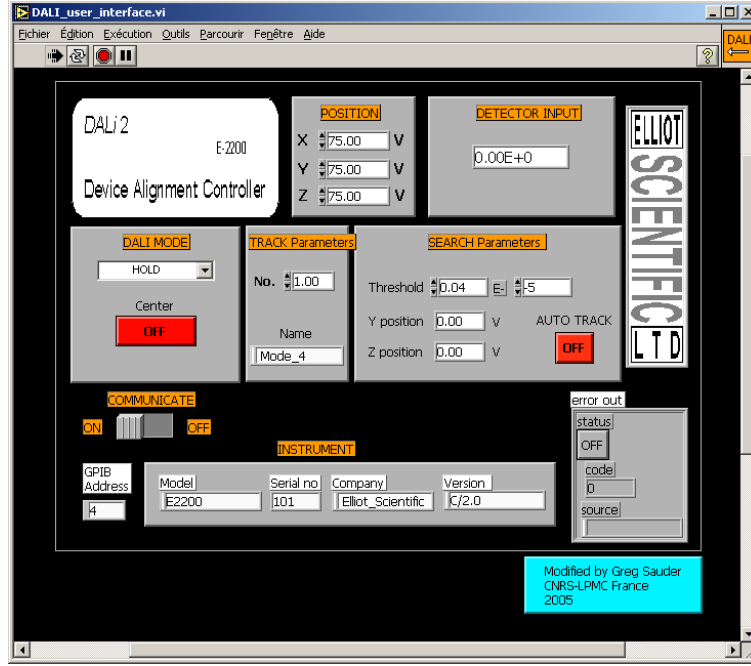 DALI_user_interface.vi
Fichier Édition Exécution Outils Parcourir Fenêtre Aide
DALI
DALi 2
E-2200
Device Alignment Controller
POSITION
X 75.00 V
Y 75.00 V
Z 75.00 V
DETECTOR INPUT
0.00E+0
ELLIOT
SCIENTIFIC
LTD
DALI MODE
HOLD
Center
OFF
TRACK Parameters
No. 1.00
Name
Mode_4
SEARCH Parameters
Threshold 0.04 E- -5
Y position 0.00 V
Z position 0.00 V
AUTO TRACK
OFF
COMMUNICATE
ON OFF
INSTRUMENT
GPIB
Address
4
Model Serial no Company Version
E2200 101 Elliot_Scientific C/2.0
error out
status
OFF
code
0
source
Modified by Greg Sauder
CNRS-LPMC France
2005